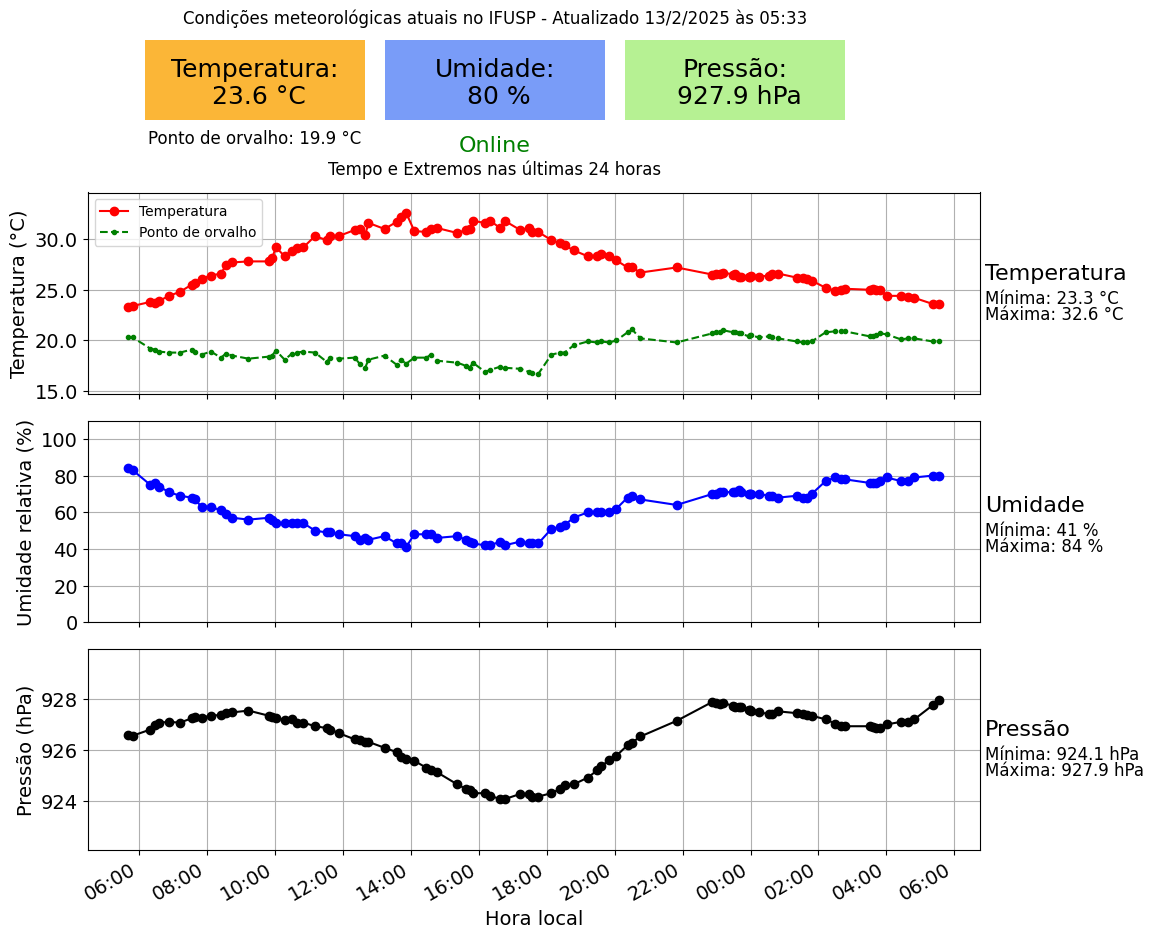 Condições meteorológicas atuais no IFUSP - Atualizado 13/2/2025 às 05:33
Temperatura:
23.6 °C
Umidade:
80 %
Pressão:
927.9 hPa
Ponto de orvalho: 19.9 °C
Online
Tempo e Extremos nas últimas 24 horas
Temperatura (°C)
30.0
25.0
20.0
15.0
Temperatura
Ponto de orvalho
Temperatura
Mínima: 23.3 °C
Máxima: 32.6 °C
Umidade relativa (%)
100
80
60
40
20
0
Umidade
Mínima: 41 %
Máxima: 84 %
Pressão (hPa)
928
926
924
Pressão
Mínima: 924.1 hPa
Máxima: 927.9 hPa
06:00
08:00
10:00
12:00
14:00
16:00
18:00
20:00
22:00
00:00
02:00
04:00
06:00
Hora local